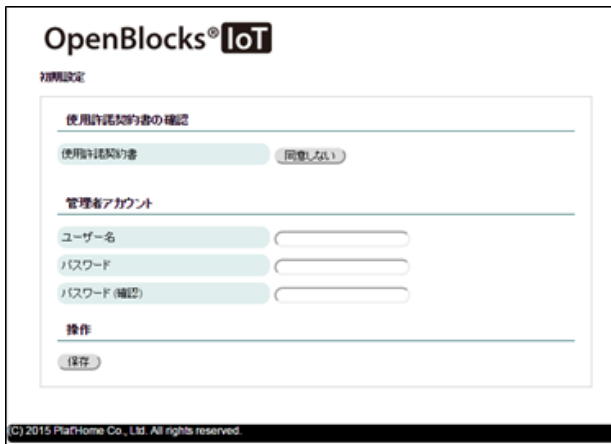 OpenBlocks® IoT
初期設定
使用許諾契約書の確認
使用許諾契約書 同意しない
管理者アカウント
ユーザー名
パスワード
パスワード(確認)
操作
保存
(C) 2015 Plat'Home Co., Ltd. All rights reserved.